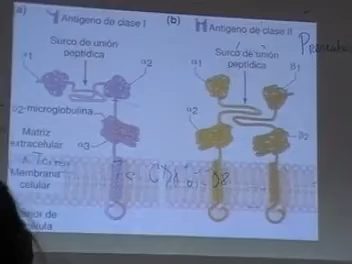 a)
Antígeno de clase I
(b)
Antígeno de clase II
Surco de unión
peptídica
α1
α2
α2-microglobulina
Matriz
extracelular
α3
Membrana
celular
Surco de unión
peptídica
α1
β1
α2
β2